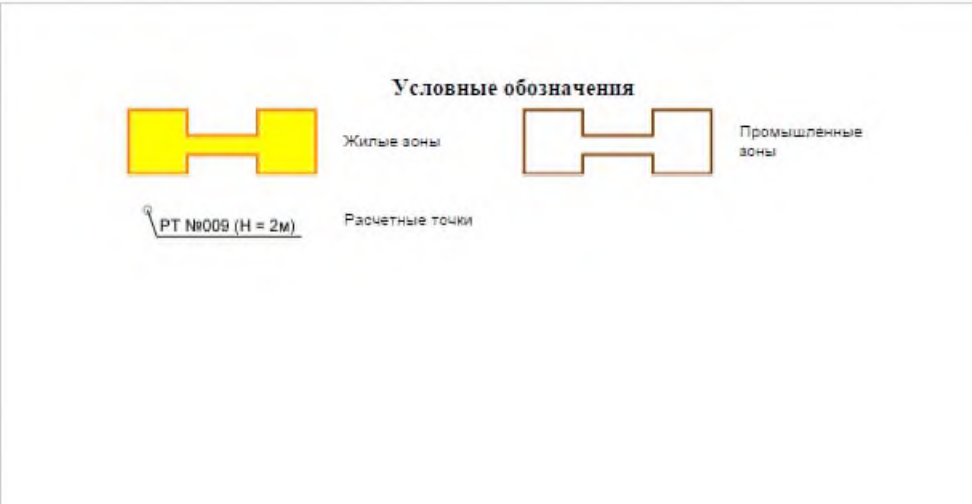 Условные обозначения
Жилые зоны
Промышленные
зоны
РТ №009 (H = 2м)
Расчетные точки